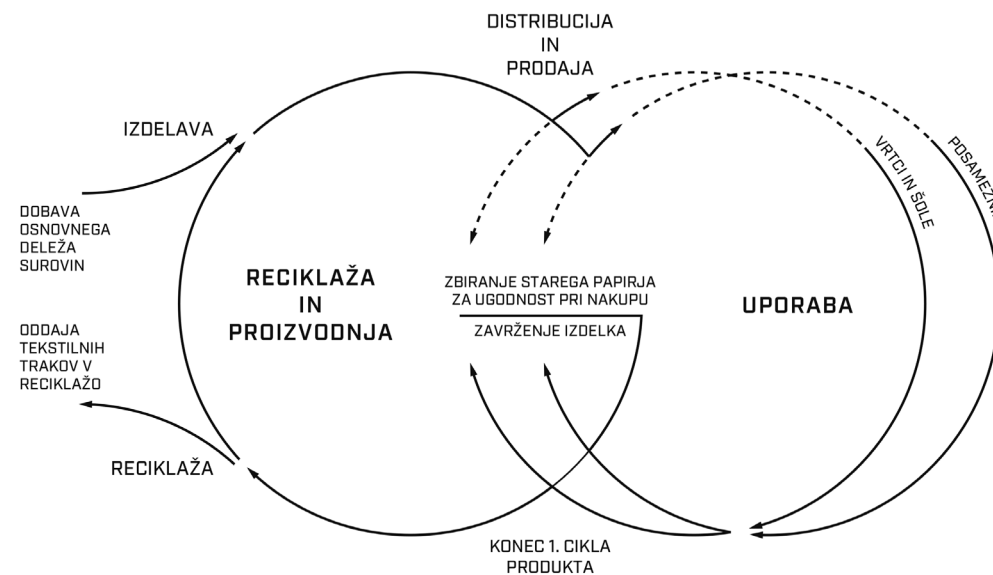 DISTRIBUCIJA
IN
PRODAJA
IZDELAVA
VRTCI IN ŠOLE
DOBAVA
OSNOVNEGA
DELEŽA
SUROVIN
RECIKLAŽA
IN
PROIZVODNJA
ZBIRANJE STAREGA PAPIRJA
ZA UGODNOST PRI NAKUPU
ZAVRŽENJE IZDELKA
UPORABA
ODDAJA
TEKSTILNIH
TRAKOV V
RECIKLAŽO
RECIKLAŽA
KONEC 1. CIKLA
PRODUKTA